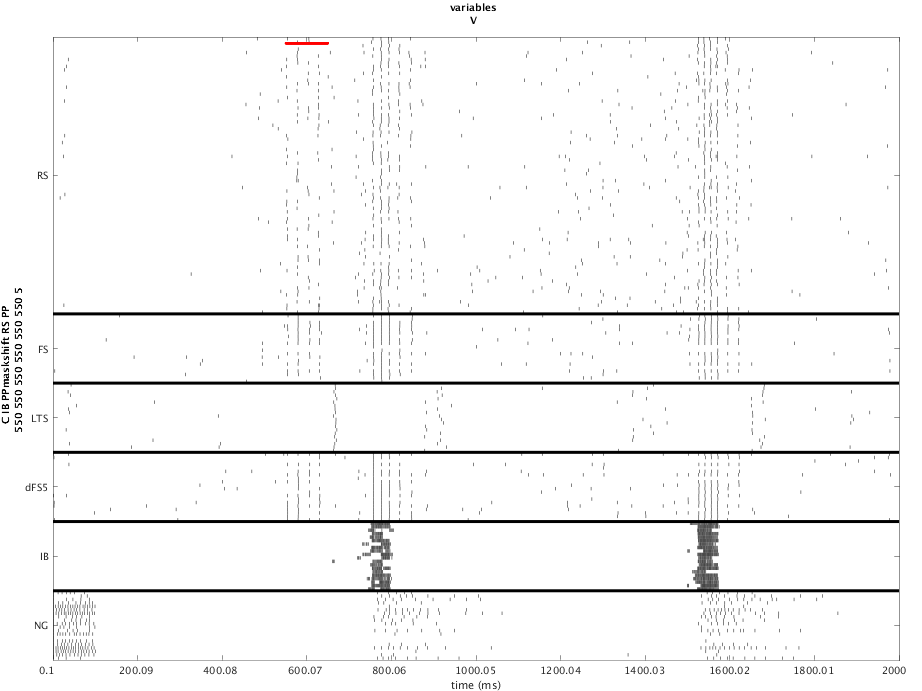 variables
V
C IB PPmaskshift RS PP
550 550 550 550 550 550 5
RS
FS
LTS
dFS5
IB
NG
0.1 200.09 400.08 600.07 800.06 1000.05 1200.04 1400.03 1600.02 1800.01 2000
time (ms)